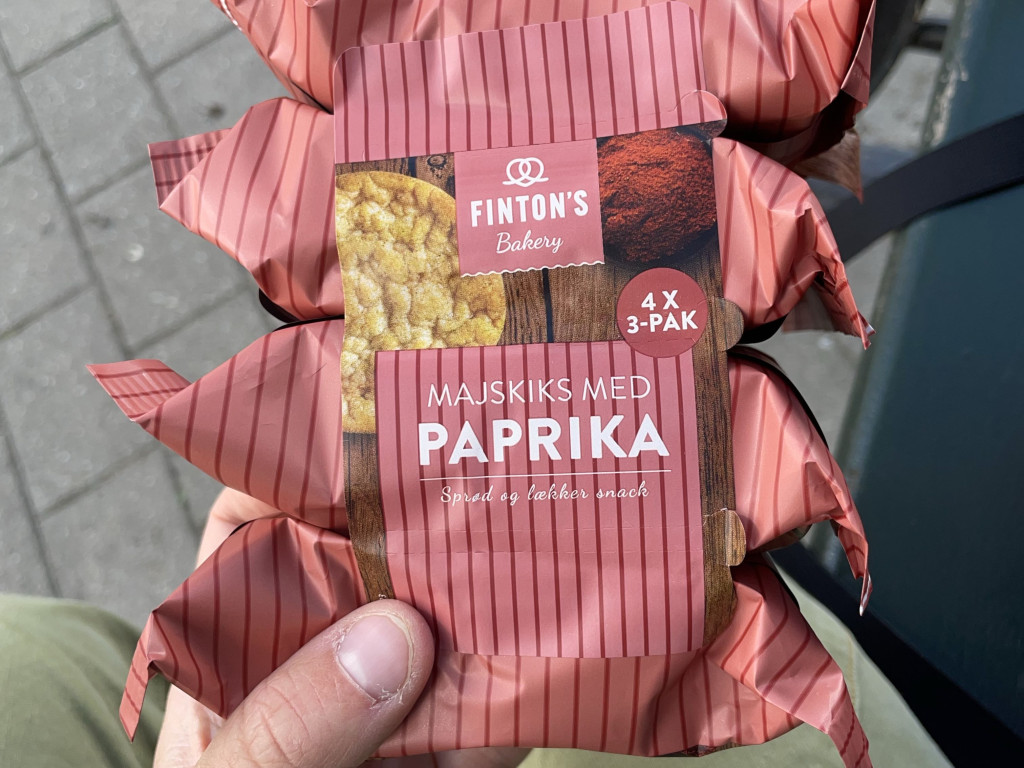 FINTON'S
Bakery
4 X
3-PAK
MAJSKIKS MED
PAPRIKA
Sprød og lækker snack